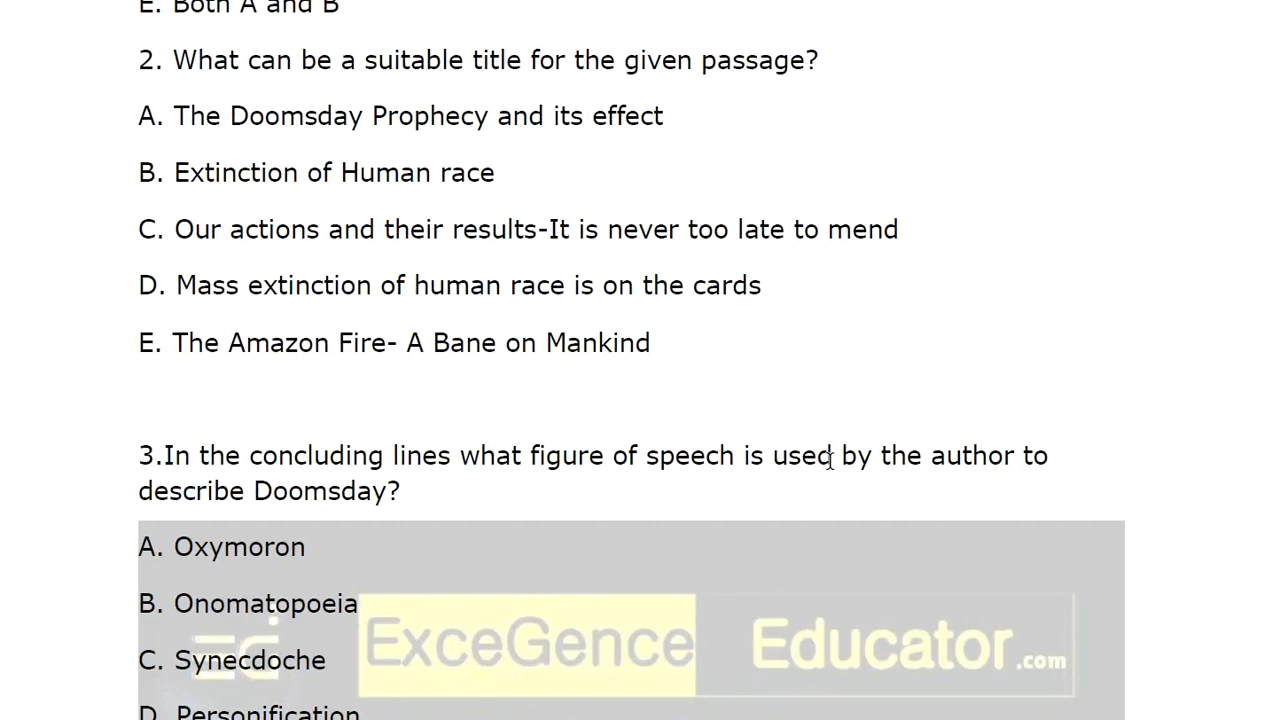 E. Both A and B
2. What can be a suitable title for the given passage?
A. The Doomsday Prophecy and its effect
B. Extinction of Human race
C. Our actions and their results-It is never too late to mend
D. Mass extinction of human race is on the cards
E. The Amazon Fire- A Bane on Mankind
3.In the concluding lines what figure of speech is used by the author to
describe Doomsday?
A. Oxymoron
B. Onomatopoeia
ExceGence Educator.com
C. Synecdoche
D. Personification